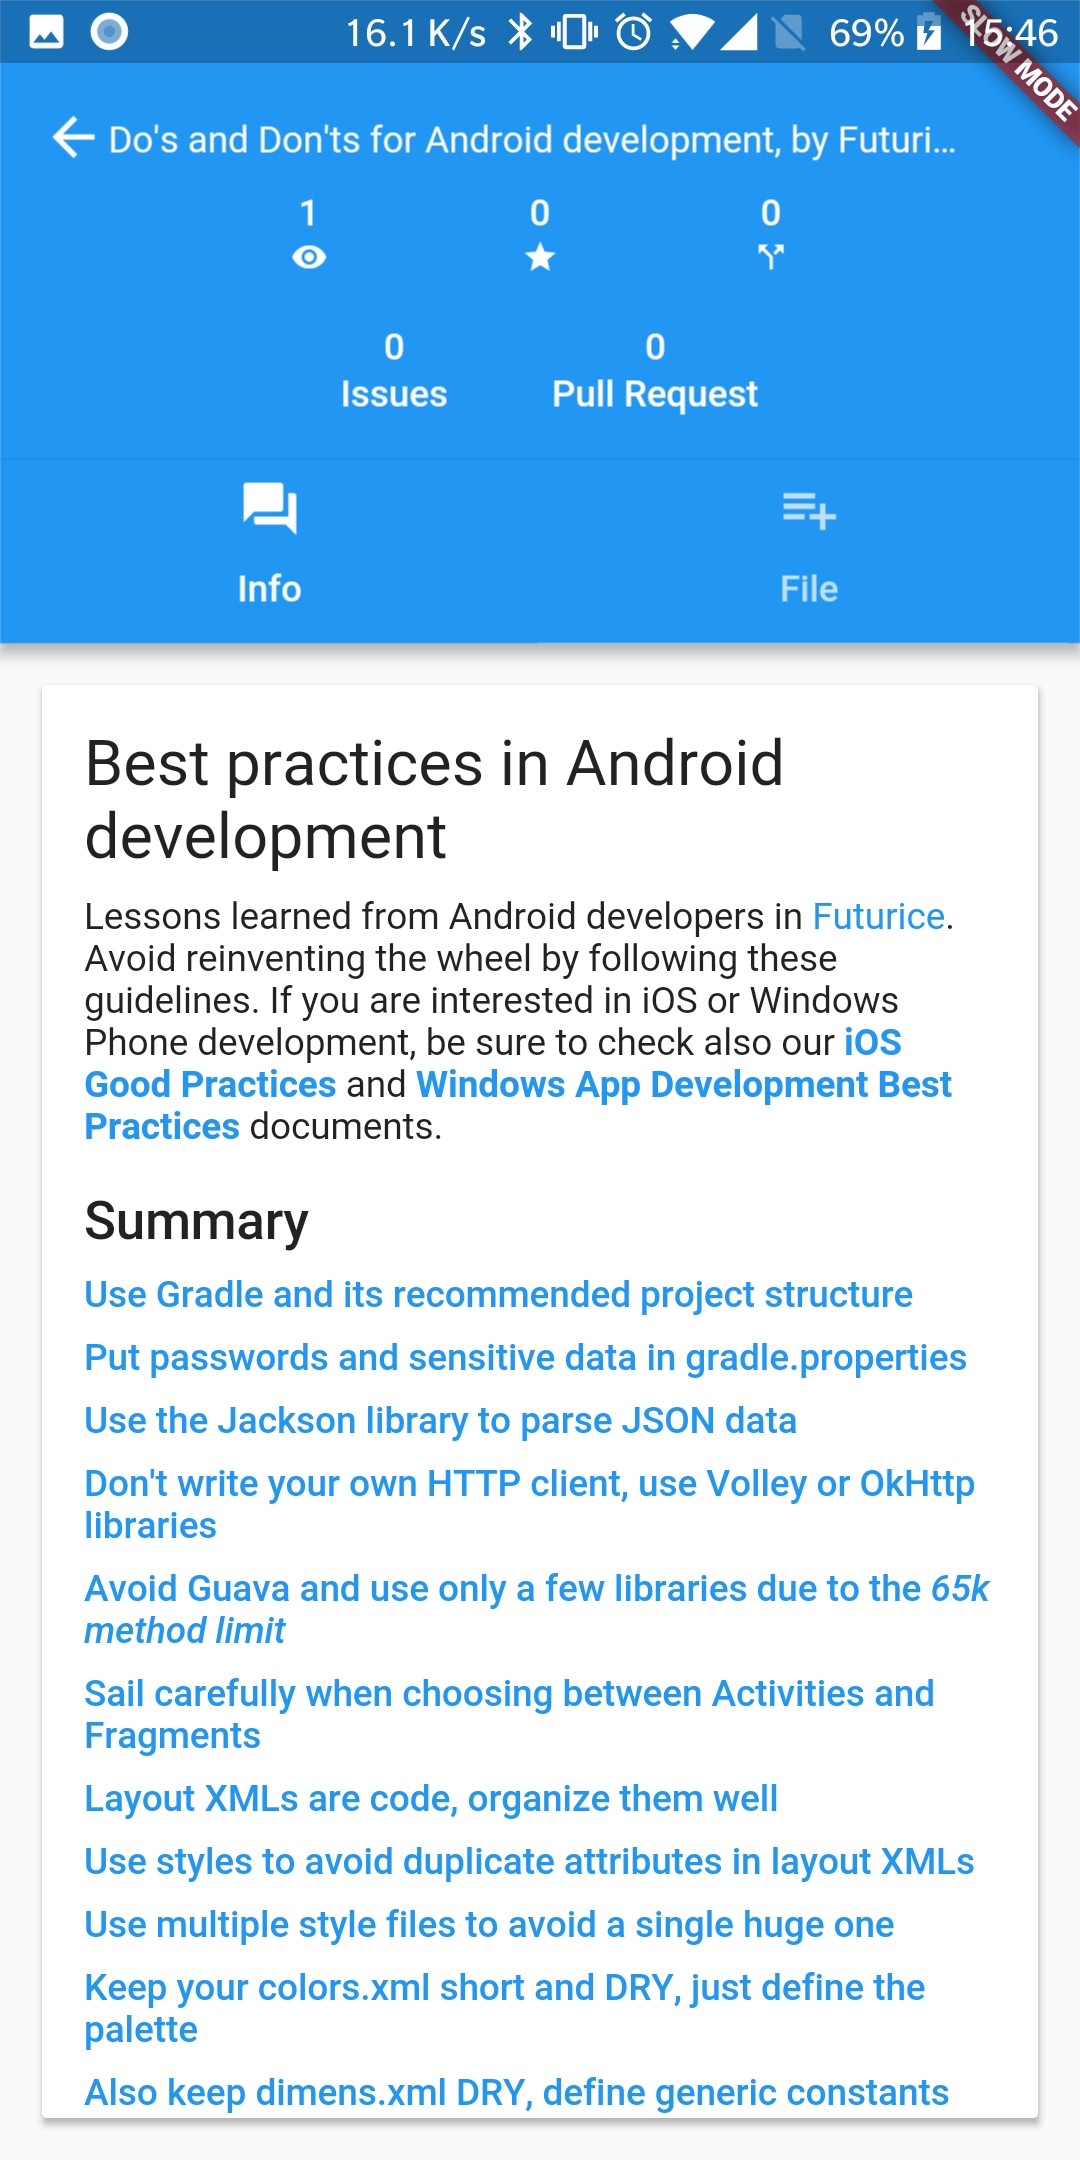 16.1 K/s 69% 15:46
SLOW MODE
Do's and Don'ts for Android development, by Futuri...
1 0 0
0 0
Issues Pull Request
Info File
Best practices in Android
development
Lessons learned from Android developers in Futurice.
Avoid reinventing the wheel by following these
guidelines. If you are interested in iOS or Windows
Phone development, be sure to check also our iOS
Good Practices and Windows App Development Best
Practices documents.
Summary
Use Gradle and its recommended project structure
Put passwords and sensitive data in gradle.properties
Use the Jackson library to parse JSON data
Don't write your own HTTP client, use Volley or OkHttp
libraries
Avoid Guava and use only a few libraries due to the 65k
method limit
Sail carefully when choosing between Activities and
Fragments
Layout XMLs are code, organize them well
Use styles to avoid duplicate attributes in layout XMLs
Use multiple style files to avoid a single huge one
Keep your colors.xml short and DRY, just define the
palette
Also keep dimens.xml DRY, define generic constants